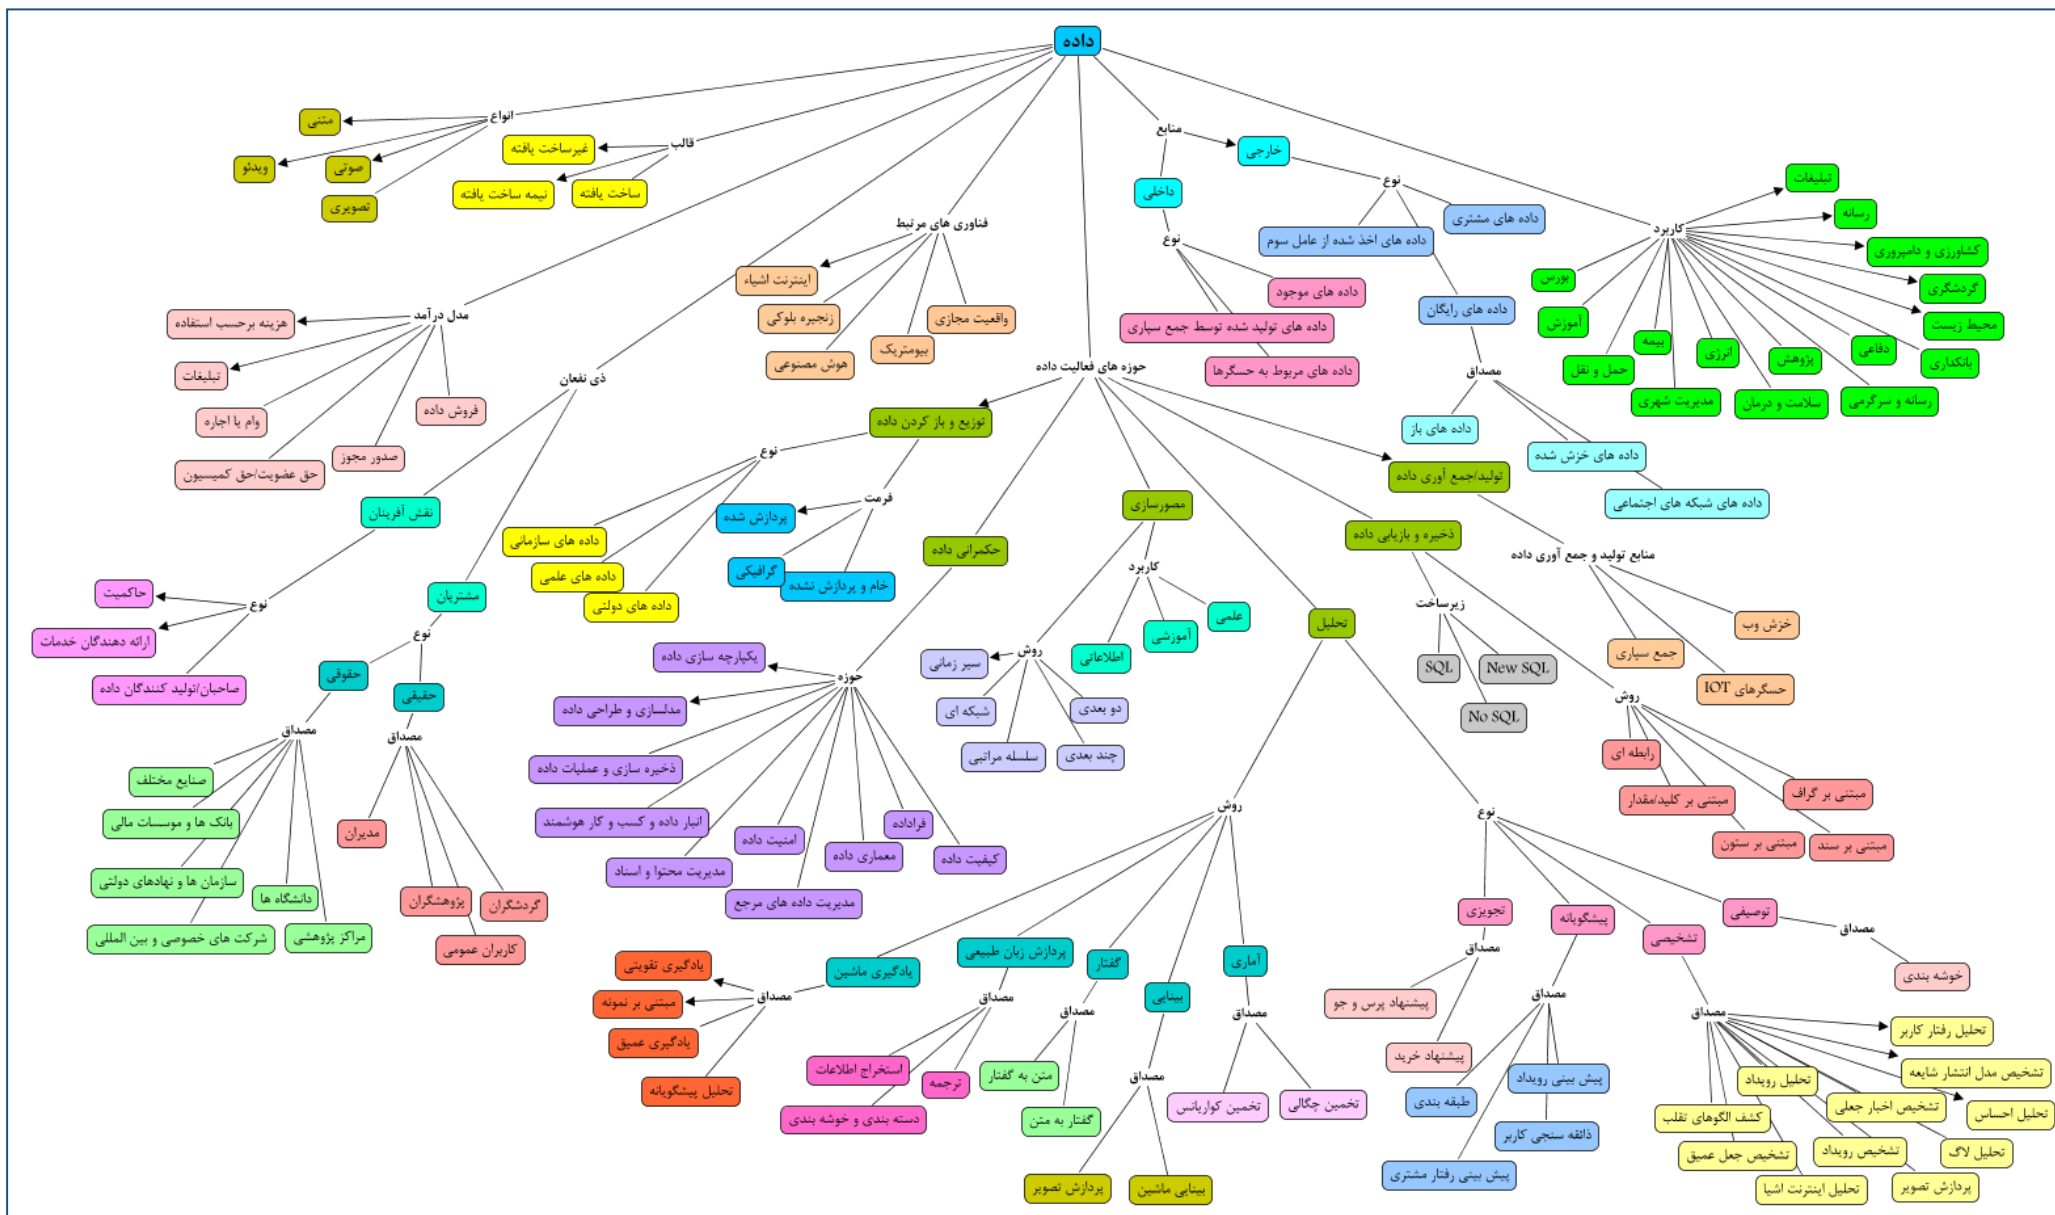 داده
انواع
متنی
ویدئو
صوتی
تصویری
قالب
غیرساخت یافته
نیمه ساخت یافته
ساخت یافته
منابع
خارجی
داخلی
نوع
داده های مشتری
داده های اخذ شده از عامل سوم
داده های رایگان
مصداق
داده های باز
داده های خزش شده
داده های شبکه های اجتماعی
نوع
داده های موجود
داده های تولید شده توسط جمع سپاری
داده های مربوط به حسگرها
کاربرد
تبلیغات
رسانه
کشاورزی و دامپروری
گردشگری
محیط زیست
بانکداری
دفاعی
رسانه و سرگرمی
پژوهش
سلامت و درمان
انرژی
مدیریت شهری
بیمه
حمل و نقل
آموزش
بورس
فناوری های مرتبط
اینترنت اشیاء
زنجیره بلوکی
هوش مصنوعی
بیومتریک
واقعیت مجازی
مدل درآمد
هزینه برحسب استفاده
تبلیغات
وام یا اجاره
حق عضویت/حق کمیسیون
صدور مجوز
فروش داده
ذی نفعان
نقش آفرینان
نوع
حاکمیت
ارائه دهندگان خدمات
صاحبان/تولید کنندگان داده
مشتریان
نوع
حقوقی
حقیقی
مصداق
صنایع مختلف
بانک ها و موسسات مالی
سازمان ها و نهادهای دولتی
شرکت های خصوصی و بین المللی
دانشگاه ها
مراکز پژوهشی
مصداق
مدیران
پژوهشگران
کاربران عمومی
گردشگران
حوزه های فعالیت داده
توزیع و باز کردن داده
نوع
داده های سازمانی
داده های علمی
داده های دولتی
فرمت
پردازش شده
گرافیکی
خام و پردازش نشده
حکمرانی داده
حوزه
یکپارچه سازی داده
مدلسازی و طراحی داده
ذخیره سازی و عملیات داده
انبار داده و کسب و کار هوشمند
مدیریت محتوا و اسناد
امنیت داده
مدیریت داده های مرجع
معماری داده
فراداده
کیفیت داده
مصورسازی
کاربرد
علمی
آموزشی
اطلاعاتی
روش
سیر زمانی
شبکه ای
سلسله مراتبی
چند بعدی
دو بعدی
تولید/جمع آوری داده
منابع تولید و جمع آوری داده
خزش وب
جمع سپاری
حسگرهای IOT
ذخیره و بازیابی داده
زیرساخت
SQL
New SQL
No SQL
روش
رابطه ای
مبتنی بر کلید/مقدار
مبتنی بر ستون
مبتنی بر گراف
مبتنی بر سند
تحلیل
روش
یادگیری ماشین
مصداق
یادگیری تقویتی
مبتنی بر نمونه
یادگیری عمیق
تحلیل پیشگویانه
پردازش زبان طبیعی
مصداق
استخراج اطلاعات
ترجمه
دسته بندی و خوشه بندی
گفتار
مصداق
متن به گفتار
گفتار به متن
بینایی
مصداق
پردازش تصویر
بینایی ماشین
آماری
مصداق
تخمین کواریانس
تخمین چگالی
نوع
تجویزی
مصداق
پیشنهاد پرس و جو
پیشنهاد خرید
پیشگویانه
مصداق
طبقه بندی
پیش بینی رویداد
ذائقه سنجی کاربر
پیش بینی رفتار مشتری
تشخیصی
مصداق
تحلیل رفتار کاربر
تشخیص مدل انتشار شایعه
تحلیل احساس
تحلیل رویداد
تشخیص اخبار جعلی
کشف الگوهای تقلب
تشخیص جعل عمیق
تشخیص رویداد
تحلیل لاگ
تحلیل اینترنت اشیا
پردازش تصویر
توصیفی
مصداق
خوشه بندی